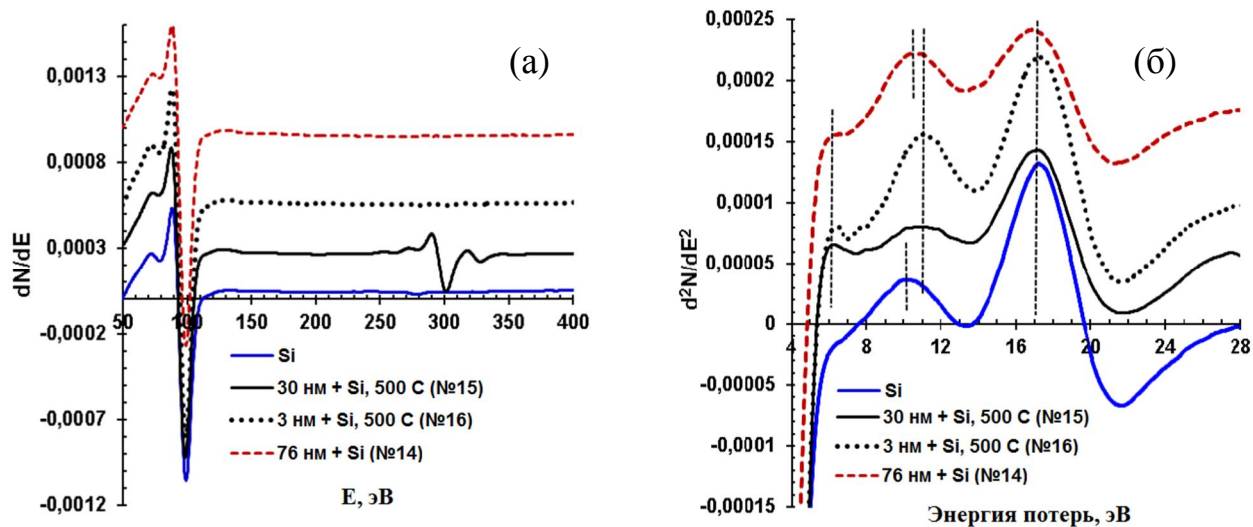 (а)
0,0013
0,0008
0,0003
-0,0002
-0,0007
-0,0012
dN/dE
50 100 150 200 250 300 350 400
Si
30 нм + Si, 500 C (№15)
3 нм + Si, 500 C (№16)
76 нм + Si (№14)
E, эВ
(б)
0,00025
0,0002
0,00015
0,0001
0,00005
0
-0,00005
-0,0001
-0,00015
d²N/dE²
4 8 12 16 20 24 28
Si
30 нм + Si, 500 C (№15)
3 нм + Si, 500 C (№16)
76 нм + Si (№14)
Энергия потерь, эВ